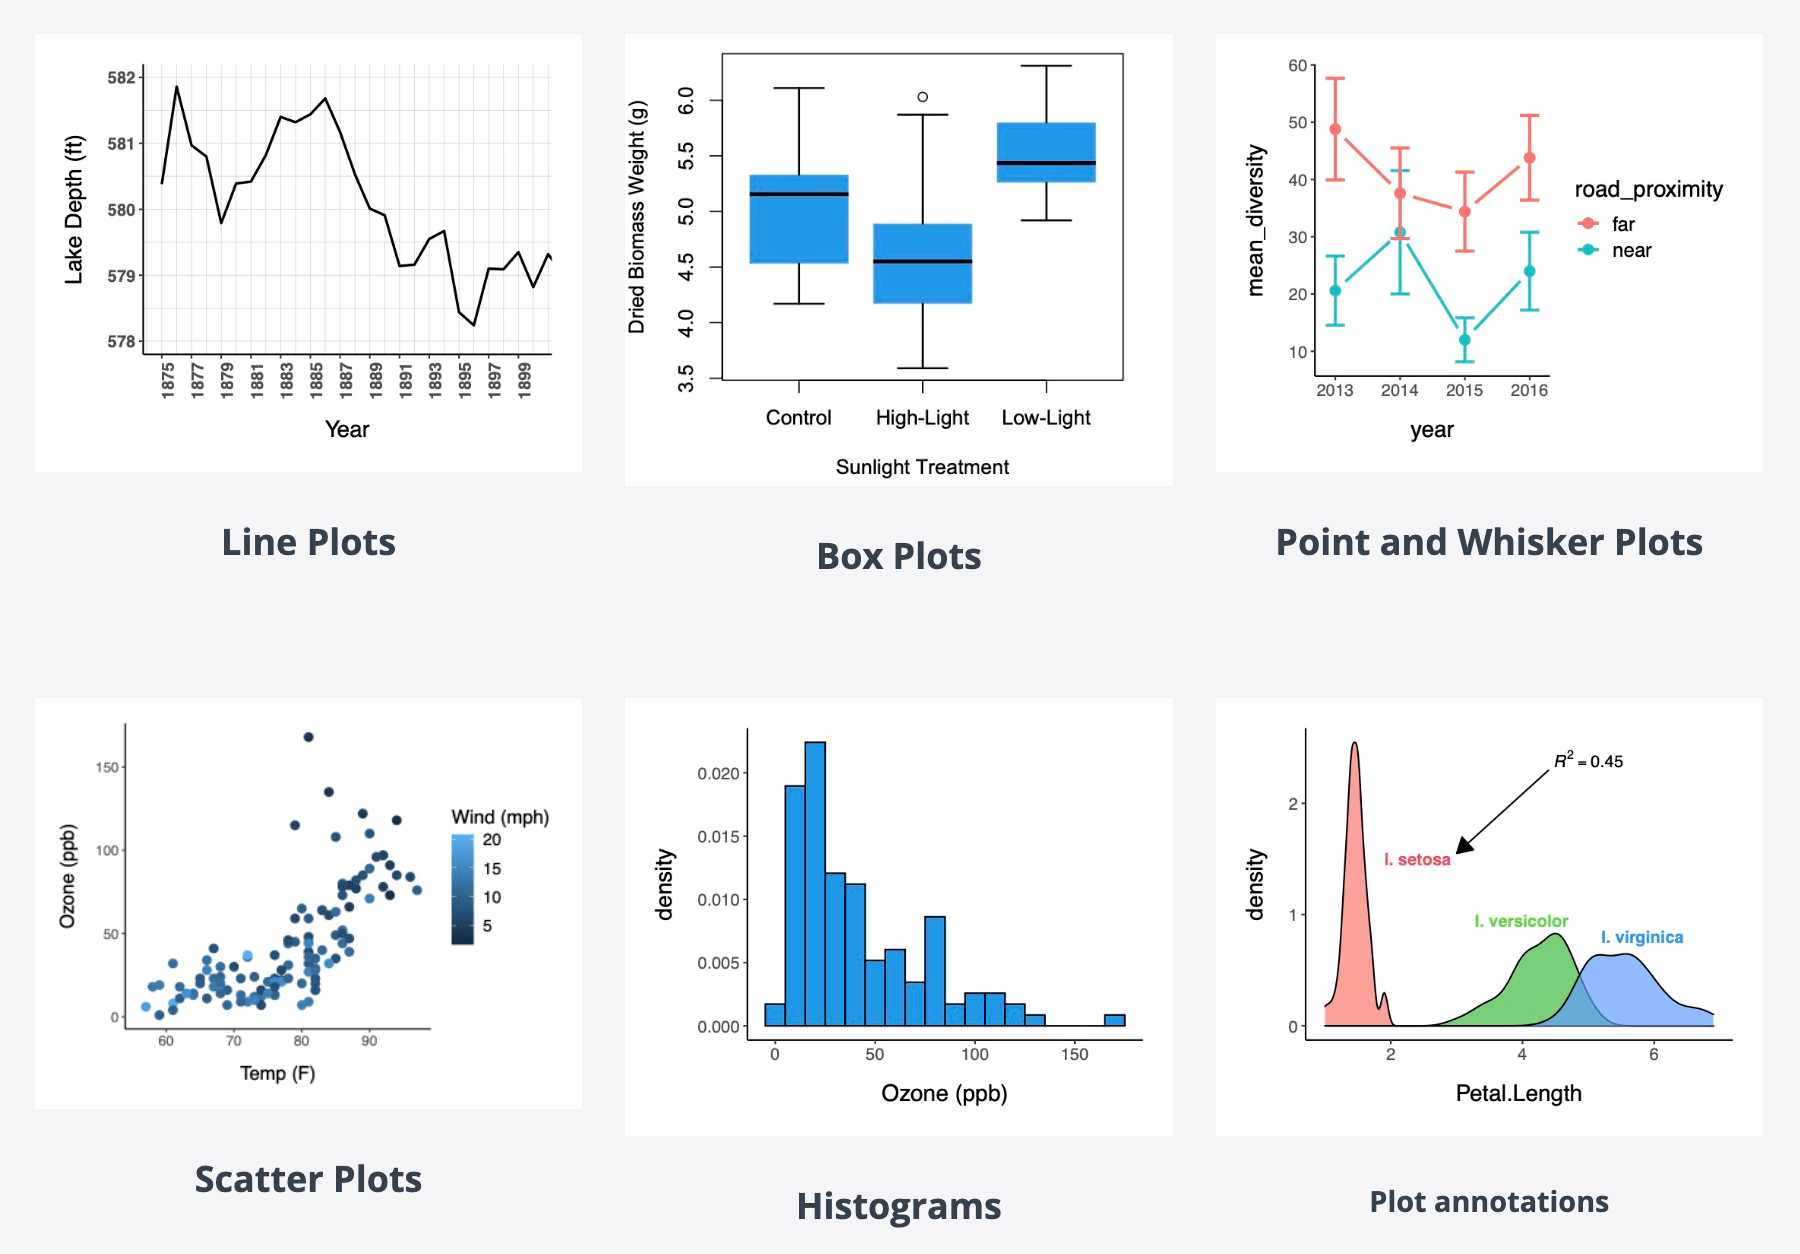 582
581
580
579
578
Lake Depth (ft)
1875
1877
1879
1881
1883
1885
1887
1889
1891
1893
1895
1897
1899
Year
Line Plots
6.0
5.5
5.0
4.5
4.0
3.5
Dried Biomass Weight (g)
Control
High-Light
Low-Light
Sunlight Treatment
Box Plots
60
50
40
30
20
10
mean_diversity
2013
2014
2015
2016
year
road_proximity
far
near
Point and Whisker Plots
150
100
50
0
Ozone (ppb)
60
70
80
90
Temp (F)
Wind (mph)
20
15
10
5
Scatter Plots
0.020
0.015
0.010
0.005
0.000
density
0
50
100
150
Ozone (ppb)
Histograms
2
1
0
density
R² = 0.45
I. setosa
I. versicolor
I. virginica
2
4
6
Petal.Length
Plot annotations